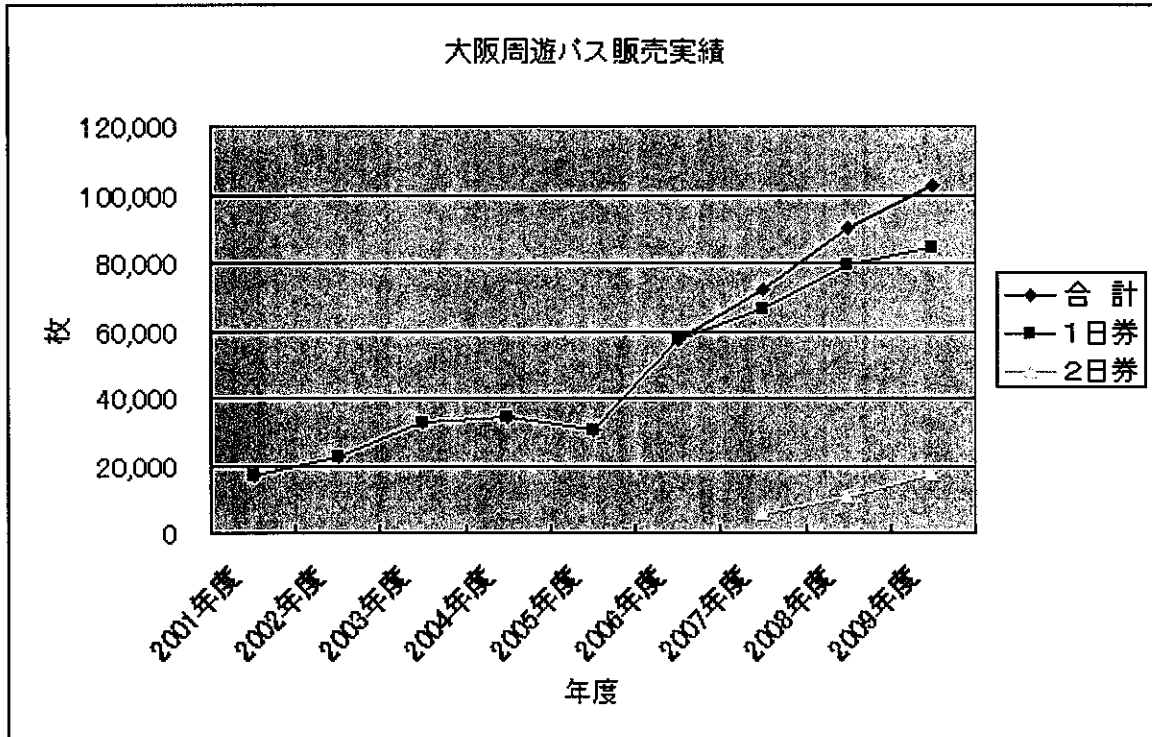 大阪周遊パス販売実績
120,000
100,000
80,000
60,000
40,000
20,000
0
枚
2001年度
2002年度
2003年度
2004年度
2005年度
2006年度
2007年度
2008年度
2009年度
年度
合 計
1日券
2日券